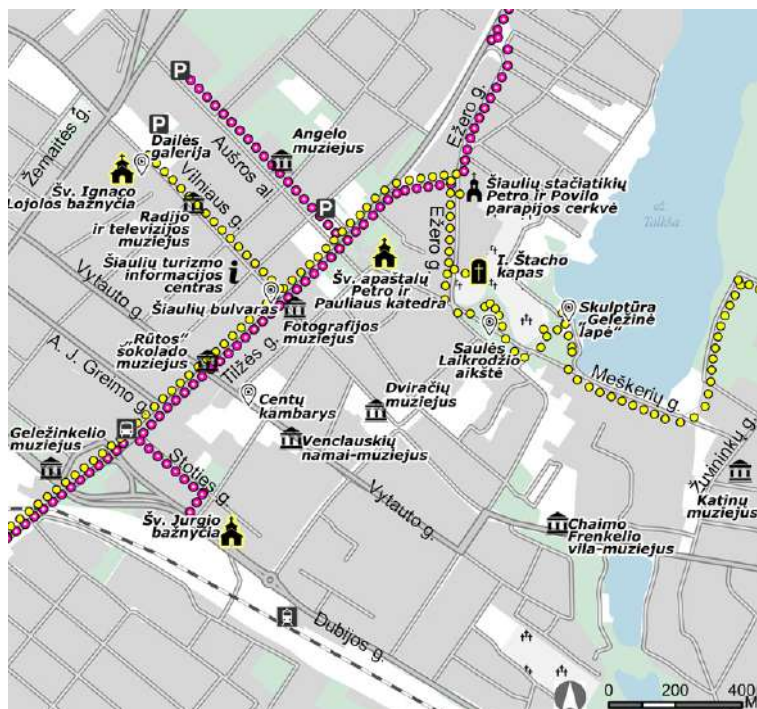 P
Žemaitės g.
P
Dailės
galerija
Aušros al
Angelo
muziejus
Ežero g.
Šv. Ignaco
Lojolos bažnyčia
Vilniaus g.
Radijo
ir televizijos
muziejus
P
Šiaulių stačiatikių
Petro ir Povilo
parapijos cerkvė
Ežero g.
Talkša
Šiaulių turizmo
informacijos
centras
i
Šv. apaštalų
Petro ir
Pauliaus katedra
I. Štacho
kapas
Vytauto g.
Šiaulių bulvaras
Fotografijos
muziejus
Skulptūra
„Geležinė
lapė"
Saulės
Laikrodžio
aikštė
„Rūtos"
šokolado
muziejus
Tilžės g.
A. J. Greimo g.
Centų
kambarys
Dviračių
muziejus
Meškerių g.
Geležinkelio
muziejus
Stoties g.
Venclauskių
namai-muziejus
Vytauto g.
Žuvininkų g.
Katinų
muziejus
Šv. Jurgio
bažnyčia
Chaimo
Frenkelio
vila-muziejus
Dubijos g.
0 200 400
M